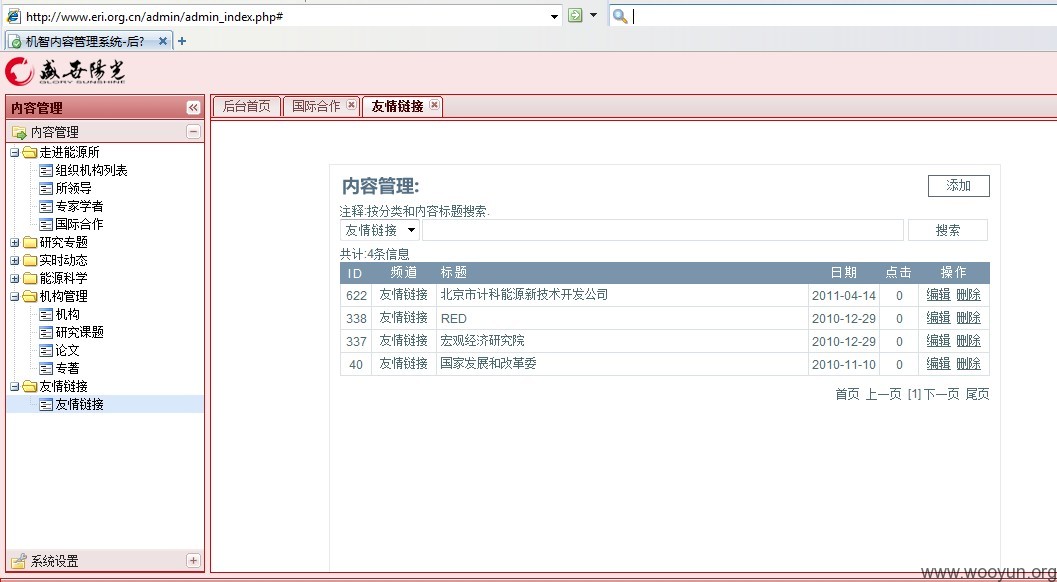 http://www.eri.org.cn/admin/admin_index.php#
机智内容管理系统-后?
盛世陽光
GLORY SUNSHINE
内容管理
后台首页 国际合作 友情链接
内容管理
走进能源所
组织机构列表
所领导
专家学者
国际合作
研究专题
实时动态
能源科学
机构管理
机构
研究课题
论文
专著
友情链接
友情链接
系统设置
内容管理:
添加
注释:按分类和内容标题搜索.
友情链接 搜索
共计:4条信息
ID 频道 标题 日期 点击 操作
622 友情链接 北京市计科能源新技术开发公司 2011-04-14 0 编辑 删除
338 友情链接 RED 2010-12-29 0 编辑 删除
337 友情链接 宏观经济研究院 2010-12-29 0 编辑 删除
40 友情链接 国家发展和改革委 2010-11-10 0 编辑 删除
首页 上一页 [1]下一页 尾页
www.wooyun.org